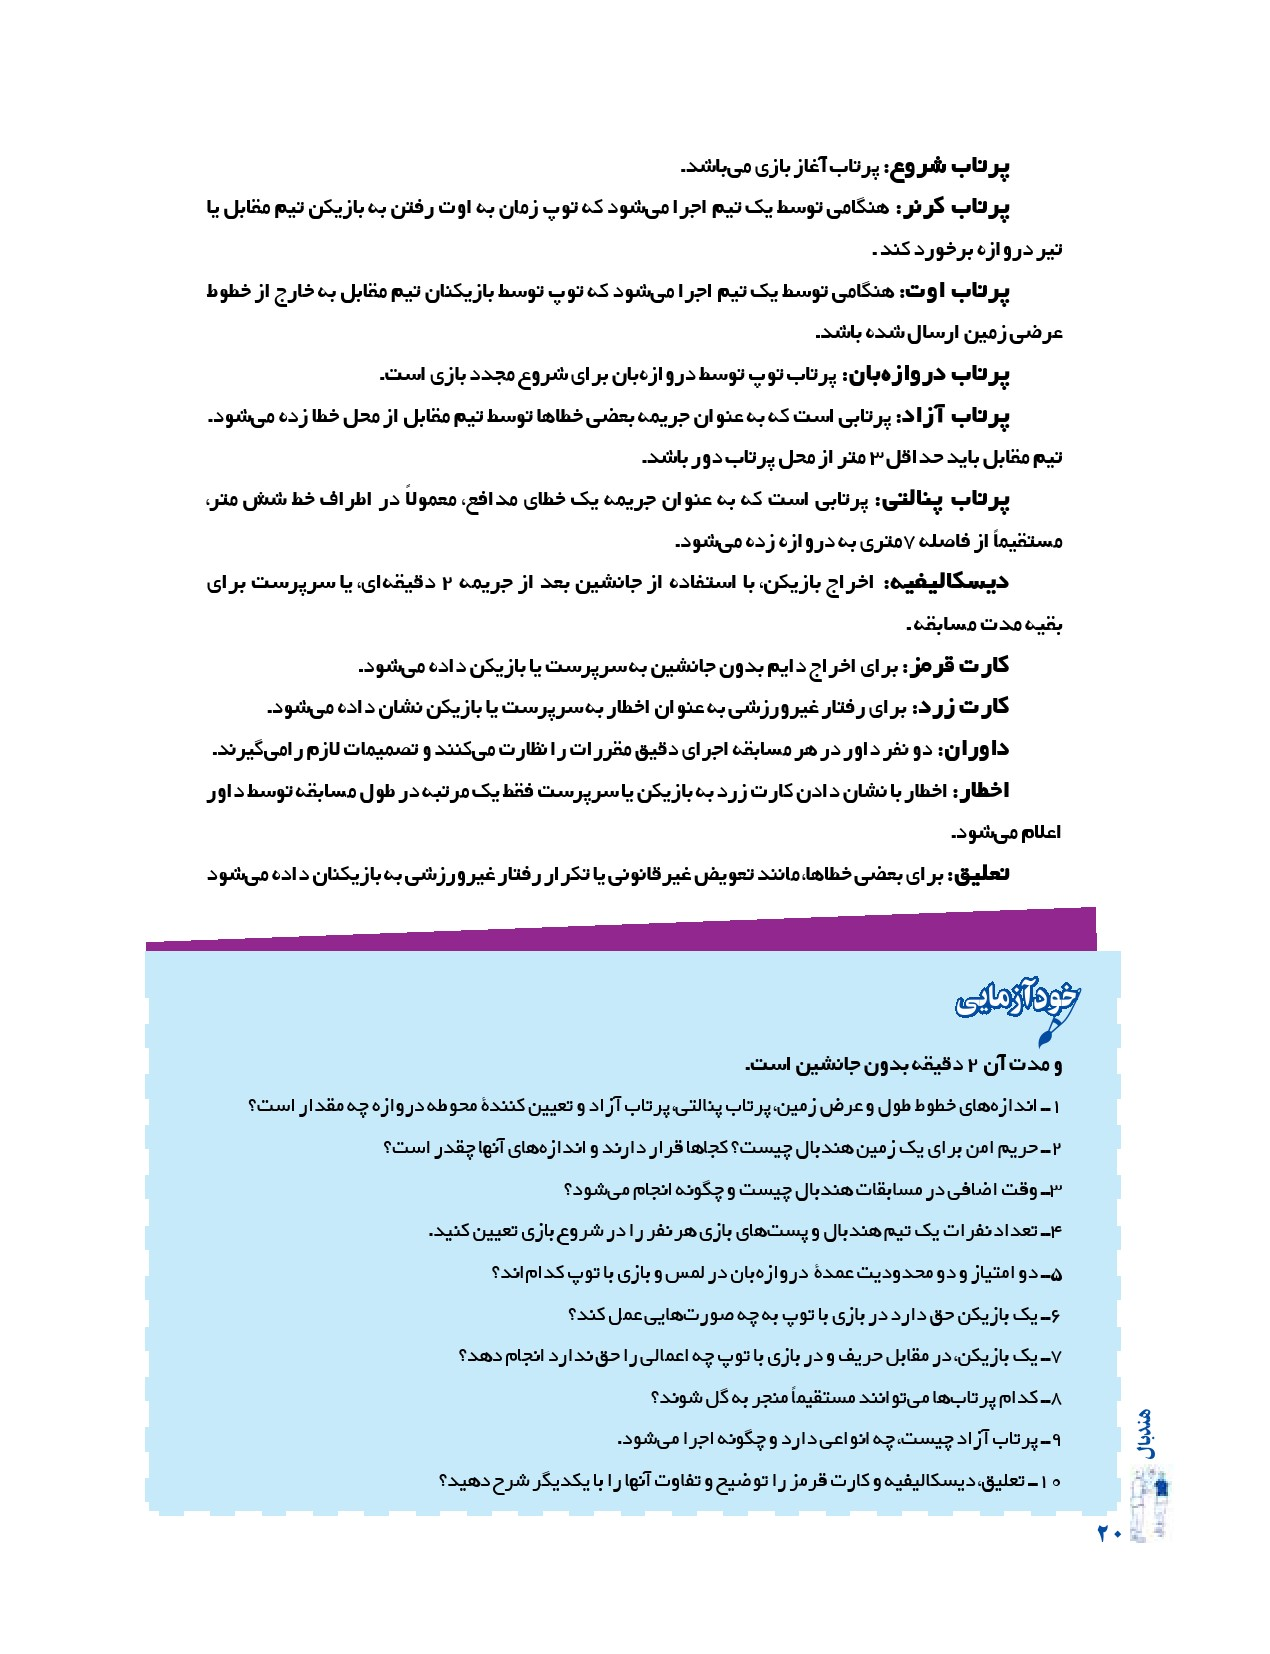 پرتاب شروع: پرتاب آغاز بازی می‌باشد.
پرتاب کرنر: هنگامی توسط یک تیم اجرا می‌شود که توپ زمان به اوت رفتن به بازیکن تیم مقابل یا
تیر دروازه برخورد کند .
پرتاب اوت: هنگامی توسط یک تیم اجرا می‌شود که توپ توسط بازیکنان تیم مقابل به خارج از خطوط
عرضی زمین ارسال شده باشد.
پرتاب دروازه‌بان: پرتاب توپ توسط دروازه‌بان برای شروع مجدد بازی است.
پرتاب آزاد: پرتابی است که به عنوان جریمه بعضی خطاها توسط تیم مقابل از محل خطا زده می‌شود.
تیم مقابل باید حداقل ۳ متر از محل پرتاب دور باشد.
پرتاب پنالتی: پرتابی است که به عنوان جریمه یک خطای مدافع، معمولاً در اطراف خط شش متر،
مستقیماً از فاصله ۷متری به دروازه زده می‌شود.
دیسکالیفیه: اخراج بازیکن، با استفاده از جانشین بعد از جریمه ۲ دقیقه‌ای، یا سرپرست برای
بقیه مدت مسابقه .
کارت قرمز: برای اخراج دایم بدون جانشین به سرپرست یا بازیکن داده می‌شود.
کارت زرد: برای رفتار غیرورزشی به عنوان اخطار به سرپرست یا بازیکن نشان داده می‌شود.
داوران: دو نفر داور در هر مسابقه اجرای دقیق مقررات را نظارت می‌کنند و تصمیمات لازم رامی‌گیرند.
اخطار: اخطار با نشان دادن کارت زرد به بازیکن یا سرپرست فقط یک مرتبه در طول مسابقه توسط داور
اعلام می‌شود.
تعلیق: برای بعضی خطاها، مانند تعویض غیرقانونی یا تکرار رفتار غیرورزشی به بازیکنان داده می‌شود
خودآزمایی
و مدت آن ۲ دقیقه بدون جانشین است.
۱ـ اندازه‌های خطوط طول و عرض زمین، پرتاب پنالتی، پرتاب آزاد و تعیین کنندهٔ محوطه دروازه چه مقدار است؟
۲ـ حریم امن برای یک زمین هندبال چیست؟ کجاها قرار دارند و اندازه‌های آنها چقدر است؟
۳ـ وقت اضافی در مسابقات هندبال چیست و چگونه انجام می‌شود؟
۴ـ تعداد نفرات یک تیم هندبال و پست‌های بازی هر نفر را در شروع بازی تعیین کنید.
۵ـ دو امتیاز و دو محدودیت عمدهٔ دروازه‌بان در لمس و بازی با توپ کدام‌اند؟
۶ـ یک بازیکن حق دارد در بازی با توپ به چه صورت‌هایی عمل کند؟
۷ـ یک بازیکن، در مقابل حریف و در بازی با توپ چه اعمالی را حق ندارد انجام دهد؟
۸ـ کدام پرتاب‌ها می‌توانند مستقیماً منجر به گل شوند؟
۹ـ پرتاب آزاد چیست، چه انواعی دارد و چگونه اجرا می‌شود.
۱۰ـ تعلیق، دیسکالیفیه و کارت قرمز را توضیح و تفاوت آنها را با یکدیگر شرح دهید؟
هندبال
۲۰